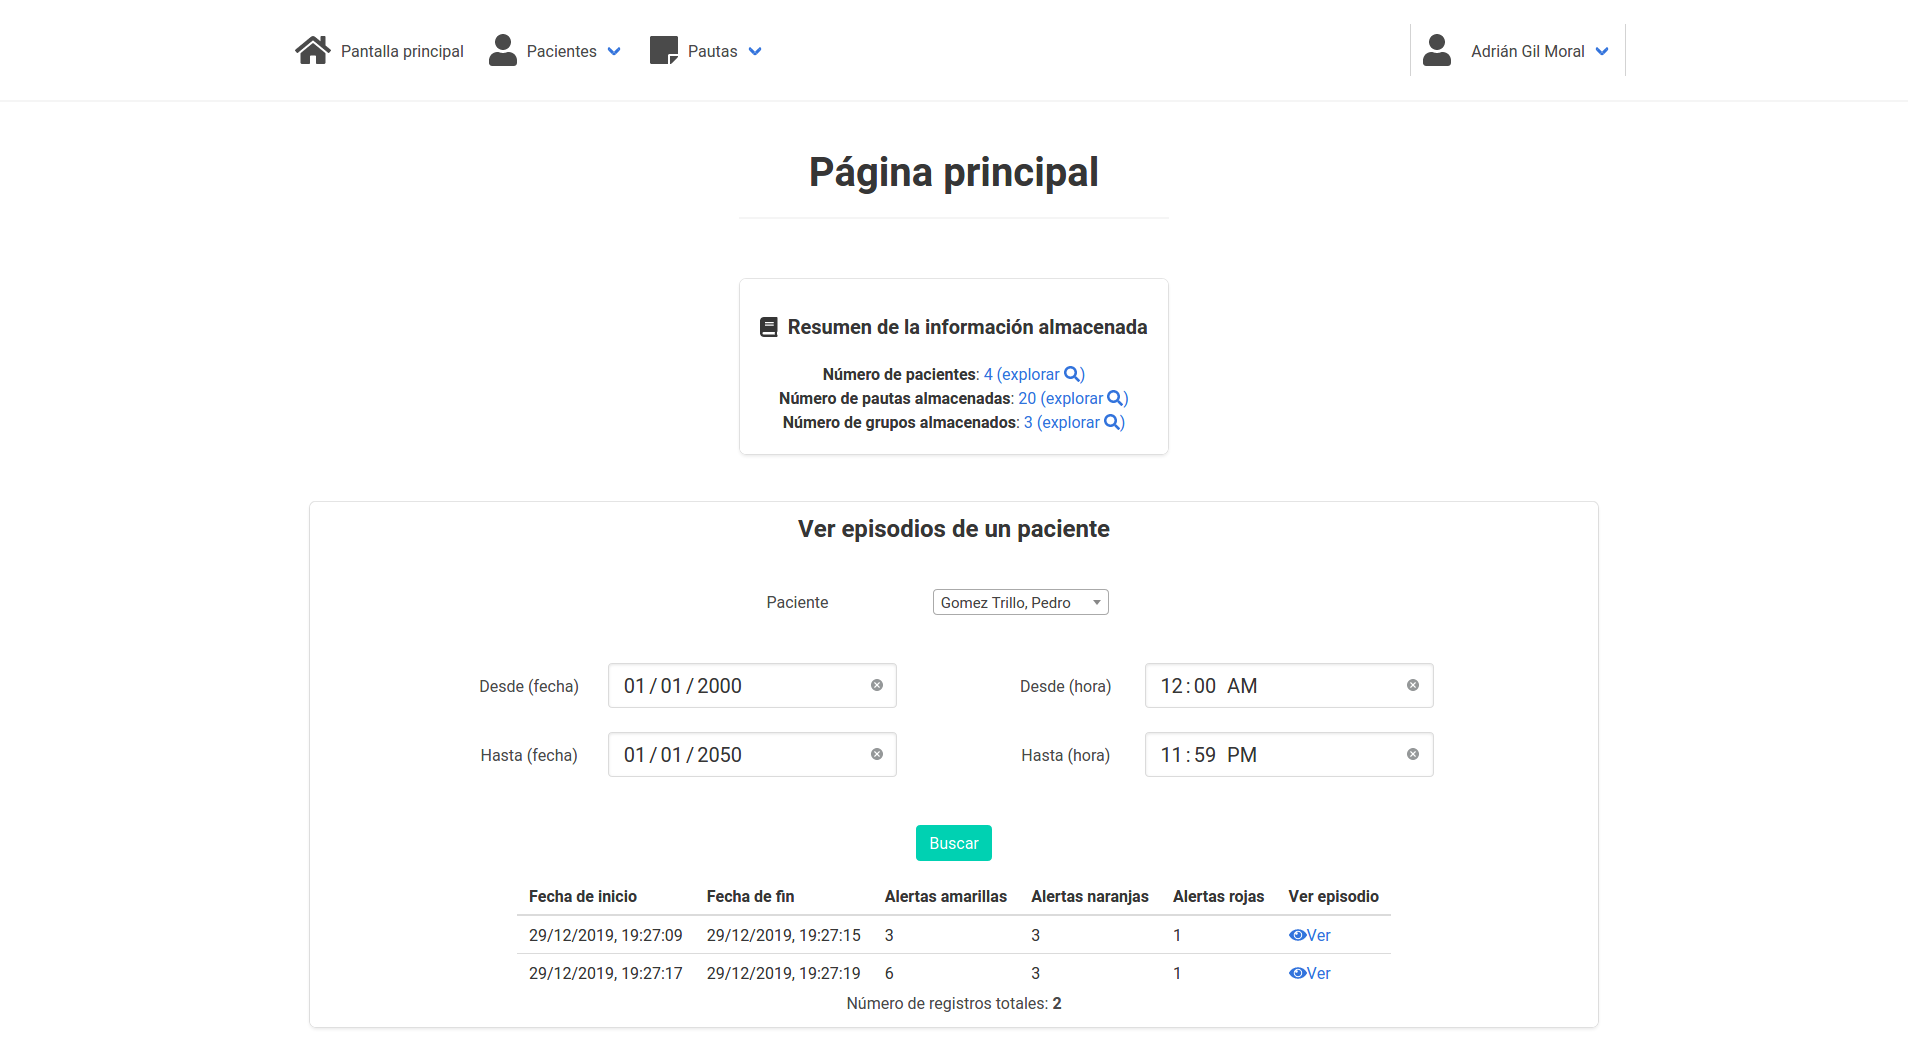 Pantalla principal Pacientes Pautas Adrián Gil Moral
Página principal
Resumen de la información almacenada
Número de pacientes: 4 (explorar )
Número de pautas almacenadas: 20 (explorar )
Número de grupos almacenados: 3 (explorar )
Ver episodios de un paciente
Paciente Gomez Trillo, Pedro
Desde (fecha) 01/01/2000 Desde (hora) 12:00 AM
Hasta (fecha) 01/01/2050 Hasta (hora) 11:59 PM
Buscar
Fecha de inicio Fecha de fin Alertas amarillas Alertas naranjas Alertas rojas Ver episodio
29/12/2019, 19:27:09 29/12/2019, 19:27:15 3 3 1 Ver
29/12/2019, 19:27:17 29/12/2019, 19:27:19 6 3 1 Ver
Número de registros totales: 2